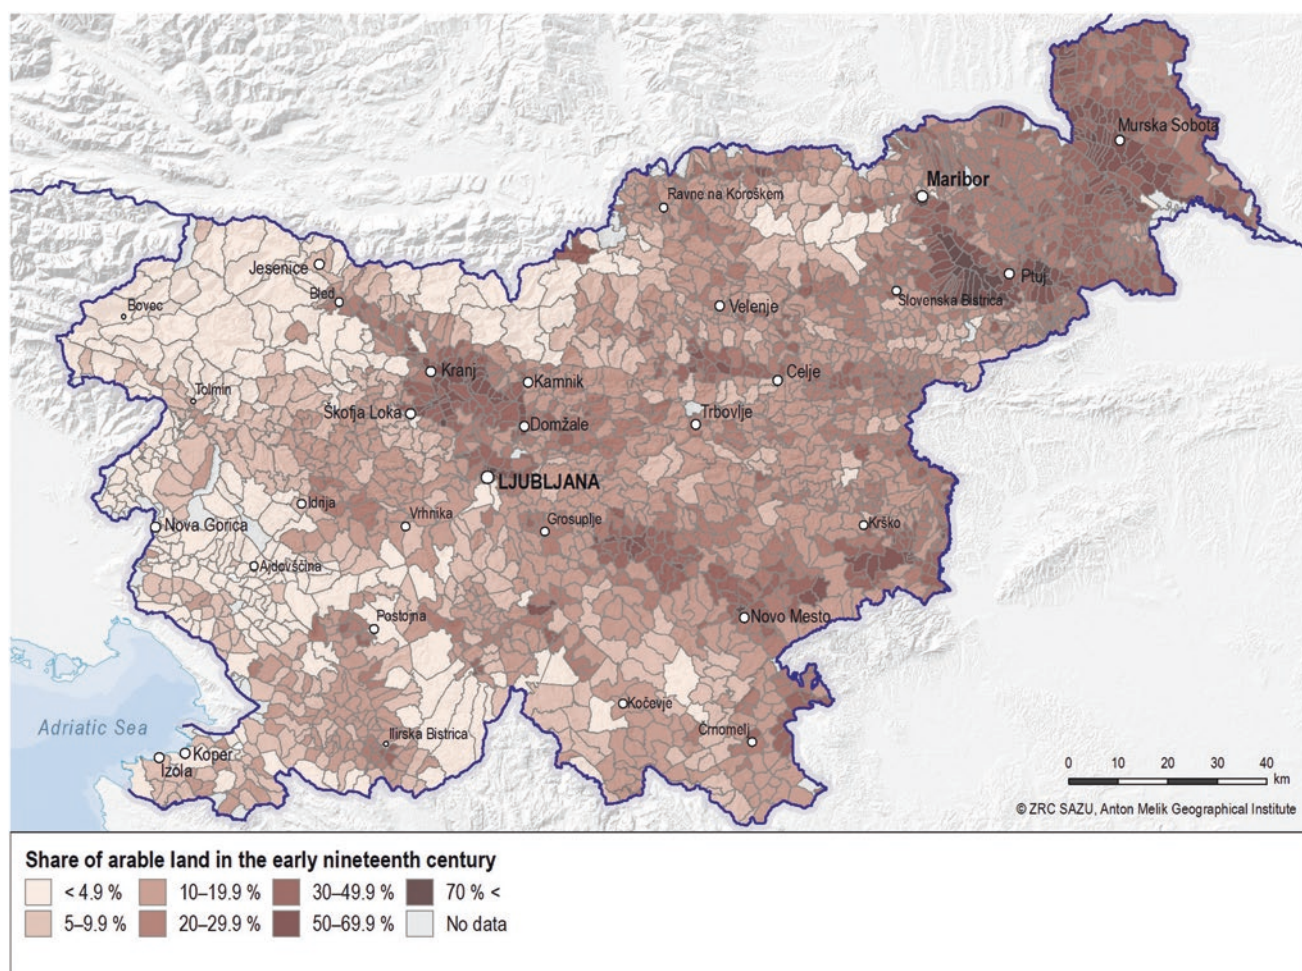 Murska Sobota
Ravne na Koroškem
Maribor
Jesenice
Bled
Bovec
Ptuj
Slovenska Bistrica
Velenje
Kranj
Kamnik
Celje
Tolmin
Škofja Loka
Domžale
Trbovlje
LJUBLJANA
Idrija
Vrhnika
Grosuplje
Krško
Nova Gorica
Ajdovščina
Postojna
Novo Mesto
Kočevje
Adriatic Sea
Ilirska Bistrica
Črnomelj
Koper
Izola
0 10 20 30 40
km
© ZRC SAZU, Anton Melik Geographical Institute
Share of arable land in the early nineteenth century
< 4.9 % 10–19.9 % 30–49.9 % 70 % <
5–9.9 % 20–29.9 % 50–69.9 % No data